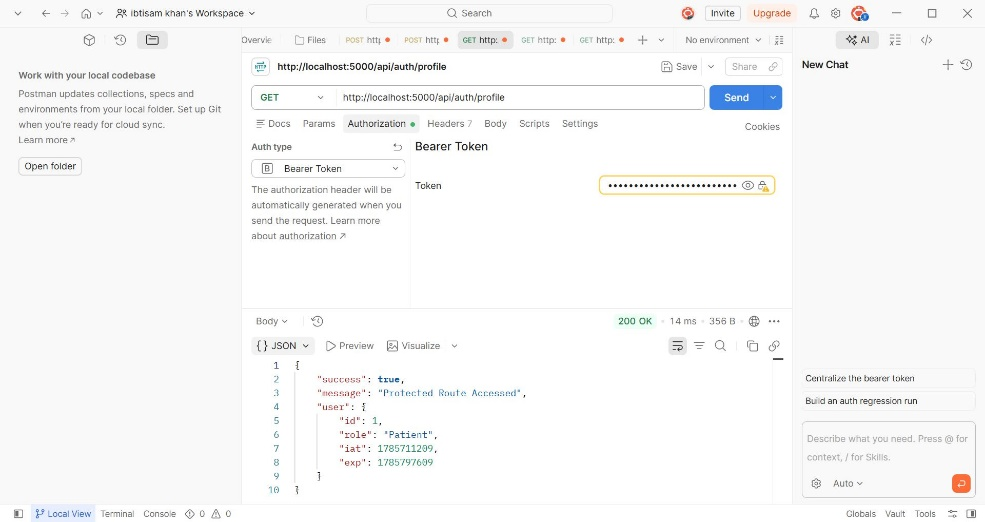 ibtisam khan's Workspace
Search
Invite
Upgrade
2
Overvie
Files
POST htt
POST htt
GET http:
GET http:
GET http:
No environment
AI
Work with your local codebase
Postman updates collections, specs and
environments from your local folder. Set up Git
when you're ready for cloud sync.
Learn more
Open folder
HTTP
http://localhost:5000/api/auth/profile
Save
Share
GET
http://localhost:5000/api/auth/profile
Send
Docs
Params
Authorization
Headers 7
Body
Scripts
Settings
Cookies
Auth type
B Bearer Token
The authorization header will be
automatically generated when you
send the request. Learn more
about authorization
Bearer Token
Token
Body
200 OK
14 ms
356 B
{ } JSON
Preview
Visualize
1 {
2 "success": true,
3 "message": "Protected Route Accessed",
4 "user": {
5 "id": 1,
6 "role": "Patient",
7 "iat": 1785711209,
8 "exp": 1785797609
9 }
10 }
New Chat
Centralize the bearer token
Build an auth regression run
Describe what you need. Press @ for
context, / for Skills.
Auto
Local View
Terminal
Console
0
0
Globals
Vault
Tools